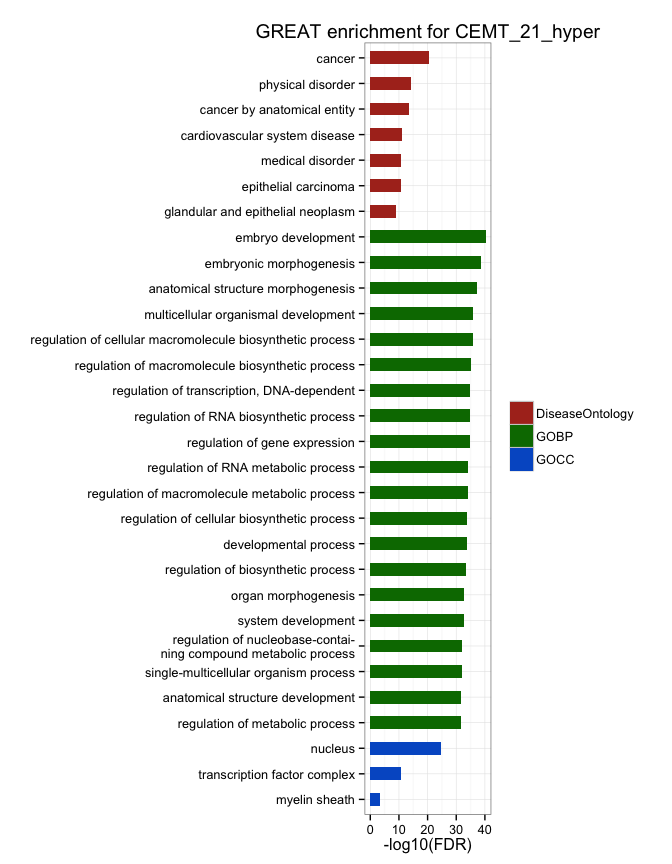 GREAT enrichment for CEMT_21_hyper
cancer
physical disorder
cancer by anatomical entity
cardiovascular system disease
medical disorder
epithelial carcinoma
glandular and epithelial neoplasm
embryo development
embryonic morphogenesis
anatomical structure morphogenesis
multicellular organismal development
regulation of cellular macromolecule biosynthetic process
regulation of macromolecule biosynthetic process
regulation of transcription, DNA-dependent
regulation of RNA biosynthetic process
regulation of gene expression
regulation of RNA metabolic process
regulation of macromolecule metabolic process
regulation of cellular biosynthetic process
developmental process
regulation of biosynthetic process
organ morphogenesis
system development
regulation of nucleobase-contai-
ning compound metabolic process
single-multicellular organism process
anatomical structure development
regulation of metabolic process
nucleus
transcription factor complex
myelin sheath
0 10 20 30 40
-log10(FDR)
DiseaseOntology
GOBP
GOCC